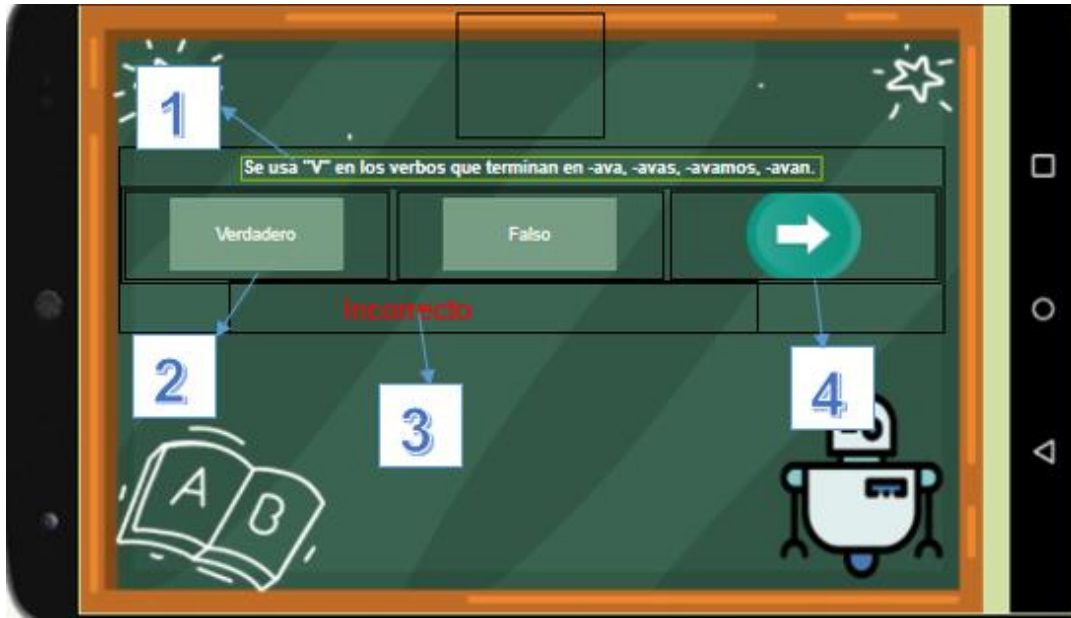 1
Se usa "V" en los verbos que terminan en -ava, -avas, -avamos, -avan.
Verdadero
Falso
Incorrecto
2
3
4
A B